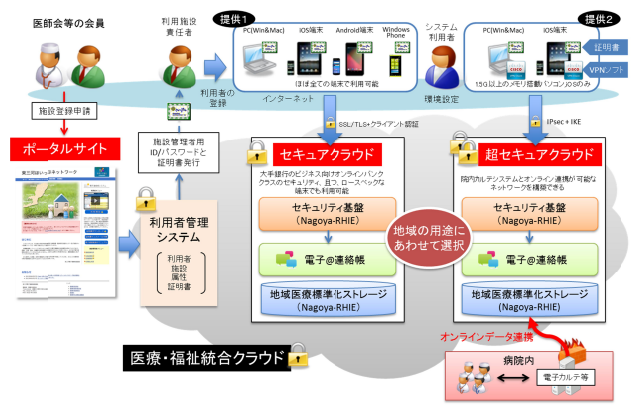 医師会等の会員
施設登録申請
ポータルサイト
利用施設
責任者
利用者の
登録
施設管理者用
ID/パスワードと
証明書発行
利用者管理
システム
利用者
施設
属性
証明書
提供1
PC(Win&Mac)
IOS端末
Android端末
Windows
Phone
ほぼ全ての端末で利用可能
インターネット
SSL/TLS+クライアント認証
システム
利用者
環境設定
提供2
PC(Win&Mac)
IOS端末
証明書
VPNソフト
1.5G以上のメモリ搭載パソコン,iOSのみ
IPsec + IKE
セキュアクラウド
大手銀行のビジネス向けオンラインバンク
クラスのセキュリティ、且つ、ロースペックな
端末でも利用可能
セキュリティ基盤
(Nagoya-RHIE)
電子@連絡帳
地域医療標準化ストレージ
(Nagoya-RHIE)
地域の用途に
あわせて選択
超セキュアクラウド
院内カルテシステムとオンライン連携が可能な
ネットワークを構築できる
セキュリティ基盤
(Nagoya-RHIE)
電子@連絡帳
地域医療標準化ストレージ
(Nagoya-RHIE)
オンラインデータ連携
病院内
電子カルテ等
医療・福祉統合クラウド